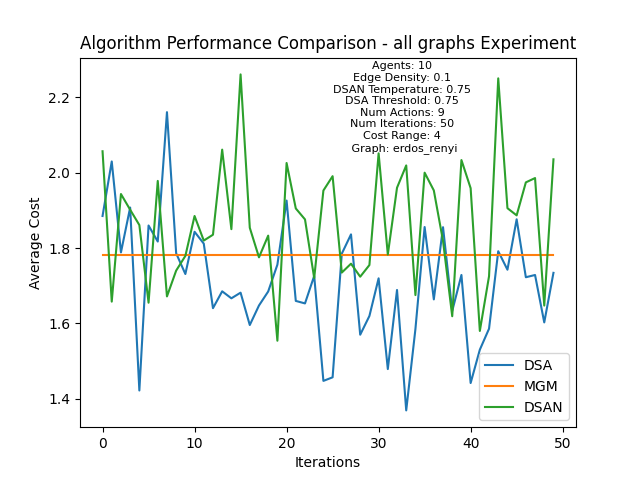 Algorithm Performance Comparison - all graphs Experiment
Agents: 10
Edge Density: 0.1
DSAN Temperature: 0.75
DSA Threshold: 0.75
Num Actions: 9
Num Iterations: 50
Cost Range: 4
Graph: erdos_renyi
Average Cost
2.2
2.0
1.8
1.6
1.4
DSA
MGM
DSAN
0 10 20 30 40 50
Iterations